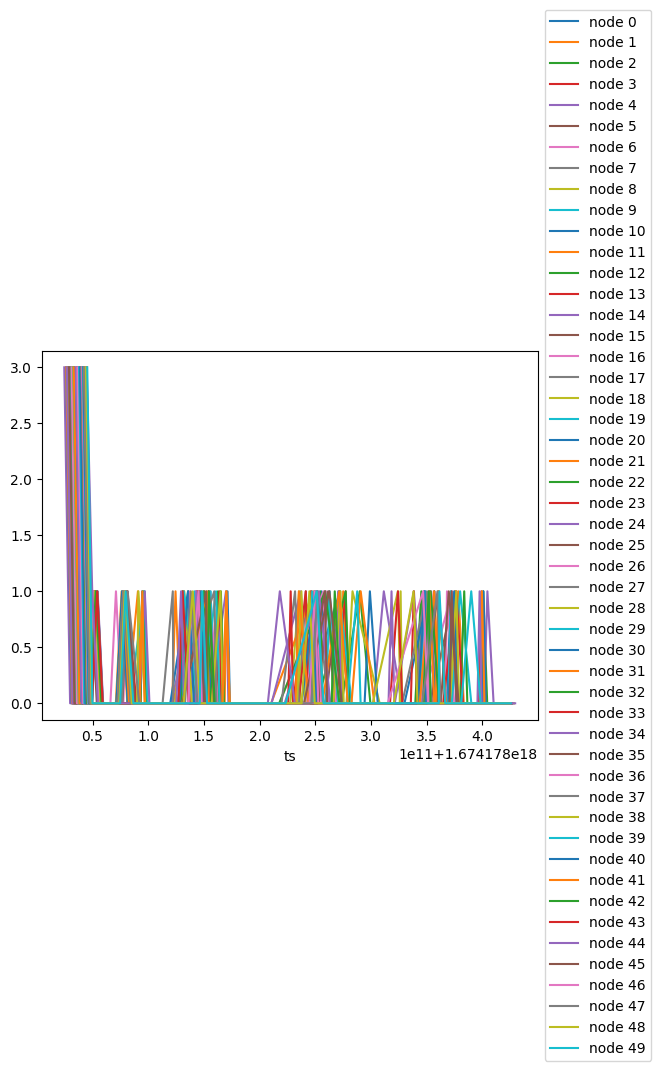 3.0
2.5
2.0
1.5
1.0
0.5
0.0
0.5 1.0 1.5 2.0 2.5 3.0 3.5 4.0
ts
1e11+1.674178e18
node 0
node 1
node 2
node 3
node 4
node 5
node 6
node 7
node 8
node 9
node 10
node 11
node 12
node 13
node 14
node 15
node 16
node 17
node 18
node 19
node 20
node 21
node 22
node 23
node 24
node 25
node 26
node 27
node 28
node 29
node 30
node 31
node 32
node 33
node 34
node 35
node 36
node 37
node 38
node 39
node 40
node 41
node 42
node 43
node 44
node 45
node 46
node 47
node 48
node 49